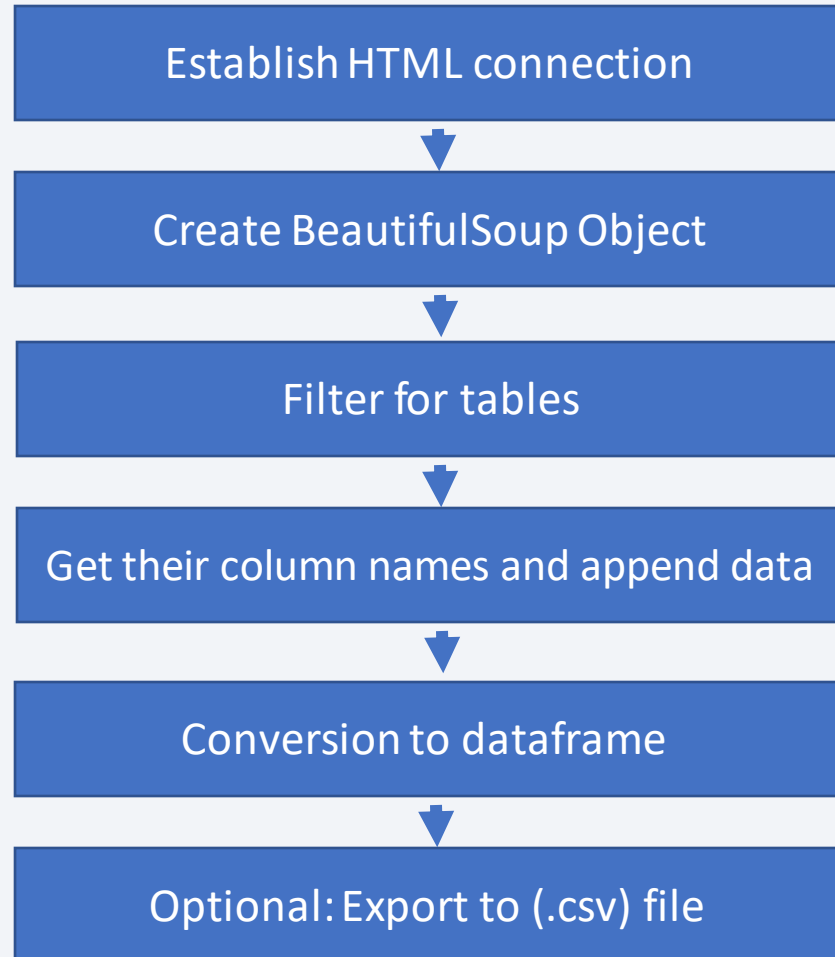 Establish HTML connection
Create BeautifulSoup Object
Filter for tables
Get their column names and append data
Conversion to dataframe
Optional: Export to (.csv) file